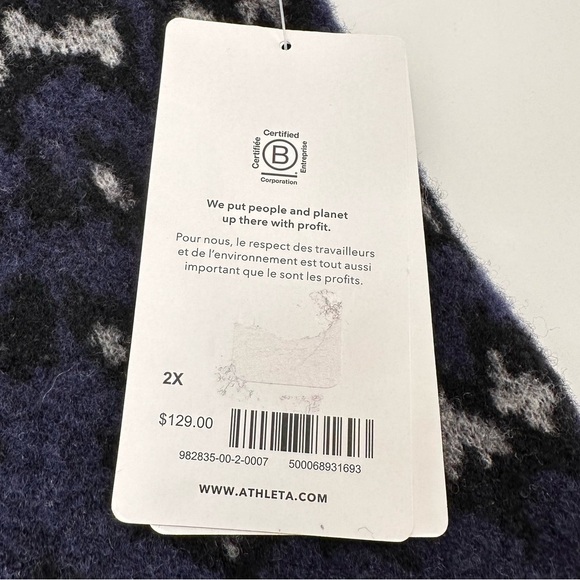 Certified
Certifiée
B
Entreprise
Corporation
We put people and planet
up there with profit.
Pour nous, le respect des travailleurs
et de l'environnement est tout aussi
important que le sont les profits.
2X
$129.00
982835-00-2-0007 500068931693
WWW.ATHLETA.COM